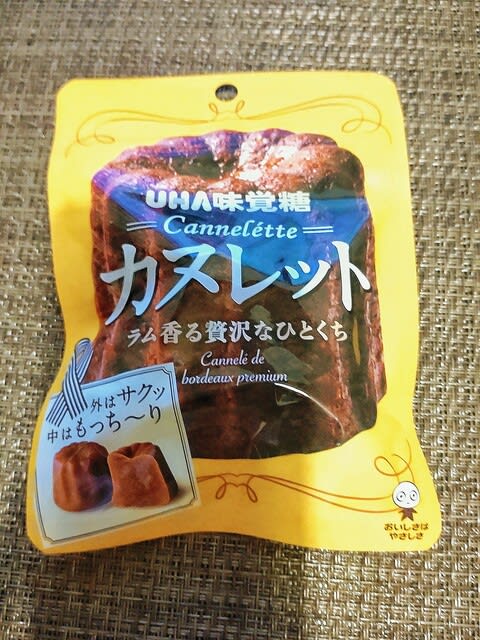 UHA味覚糖
Cannelétte
カヌレット
ラム香る贅沢なひとくち
Cannelé de
bordeaux premium
外はサクッ
中はもっち〜り
おいしさは
やさしさ